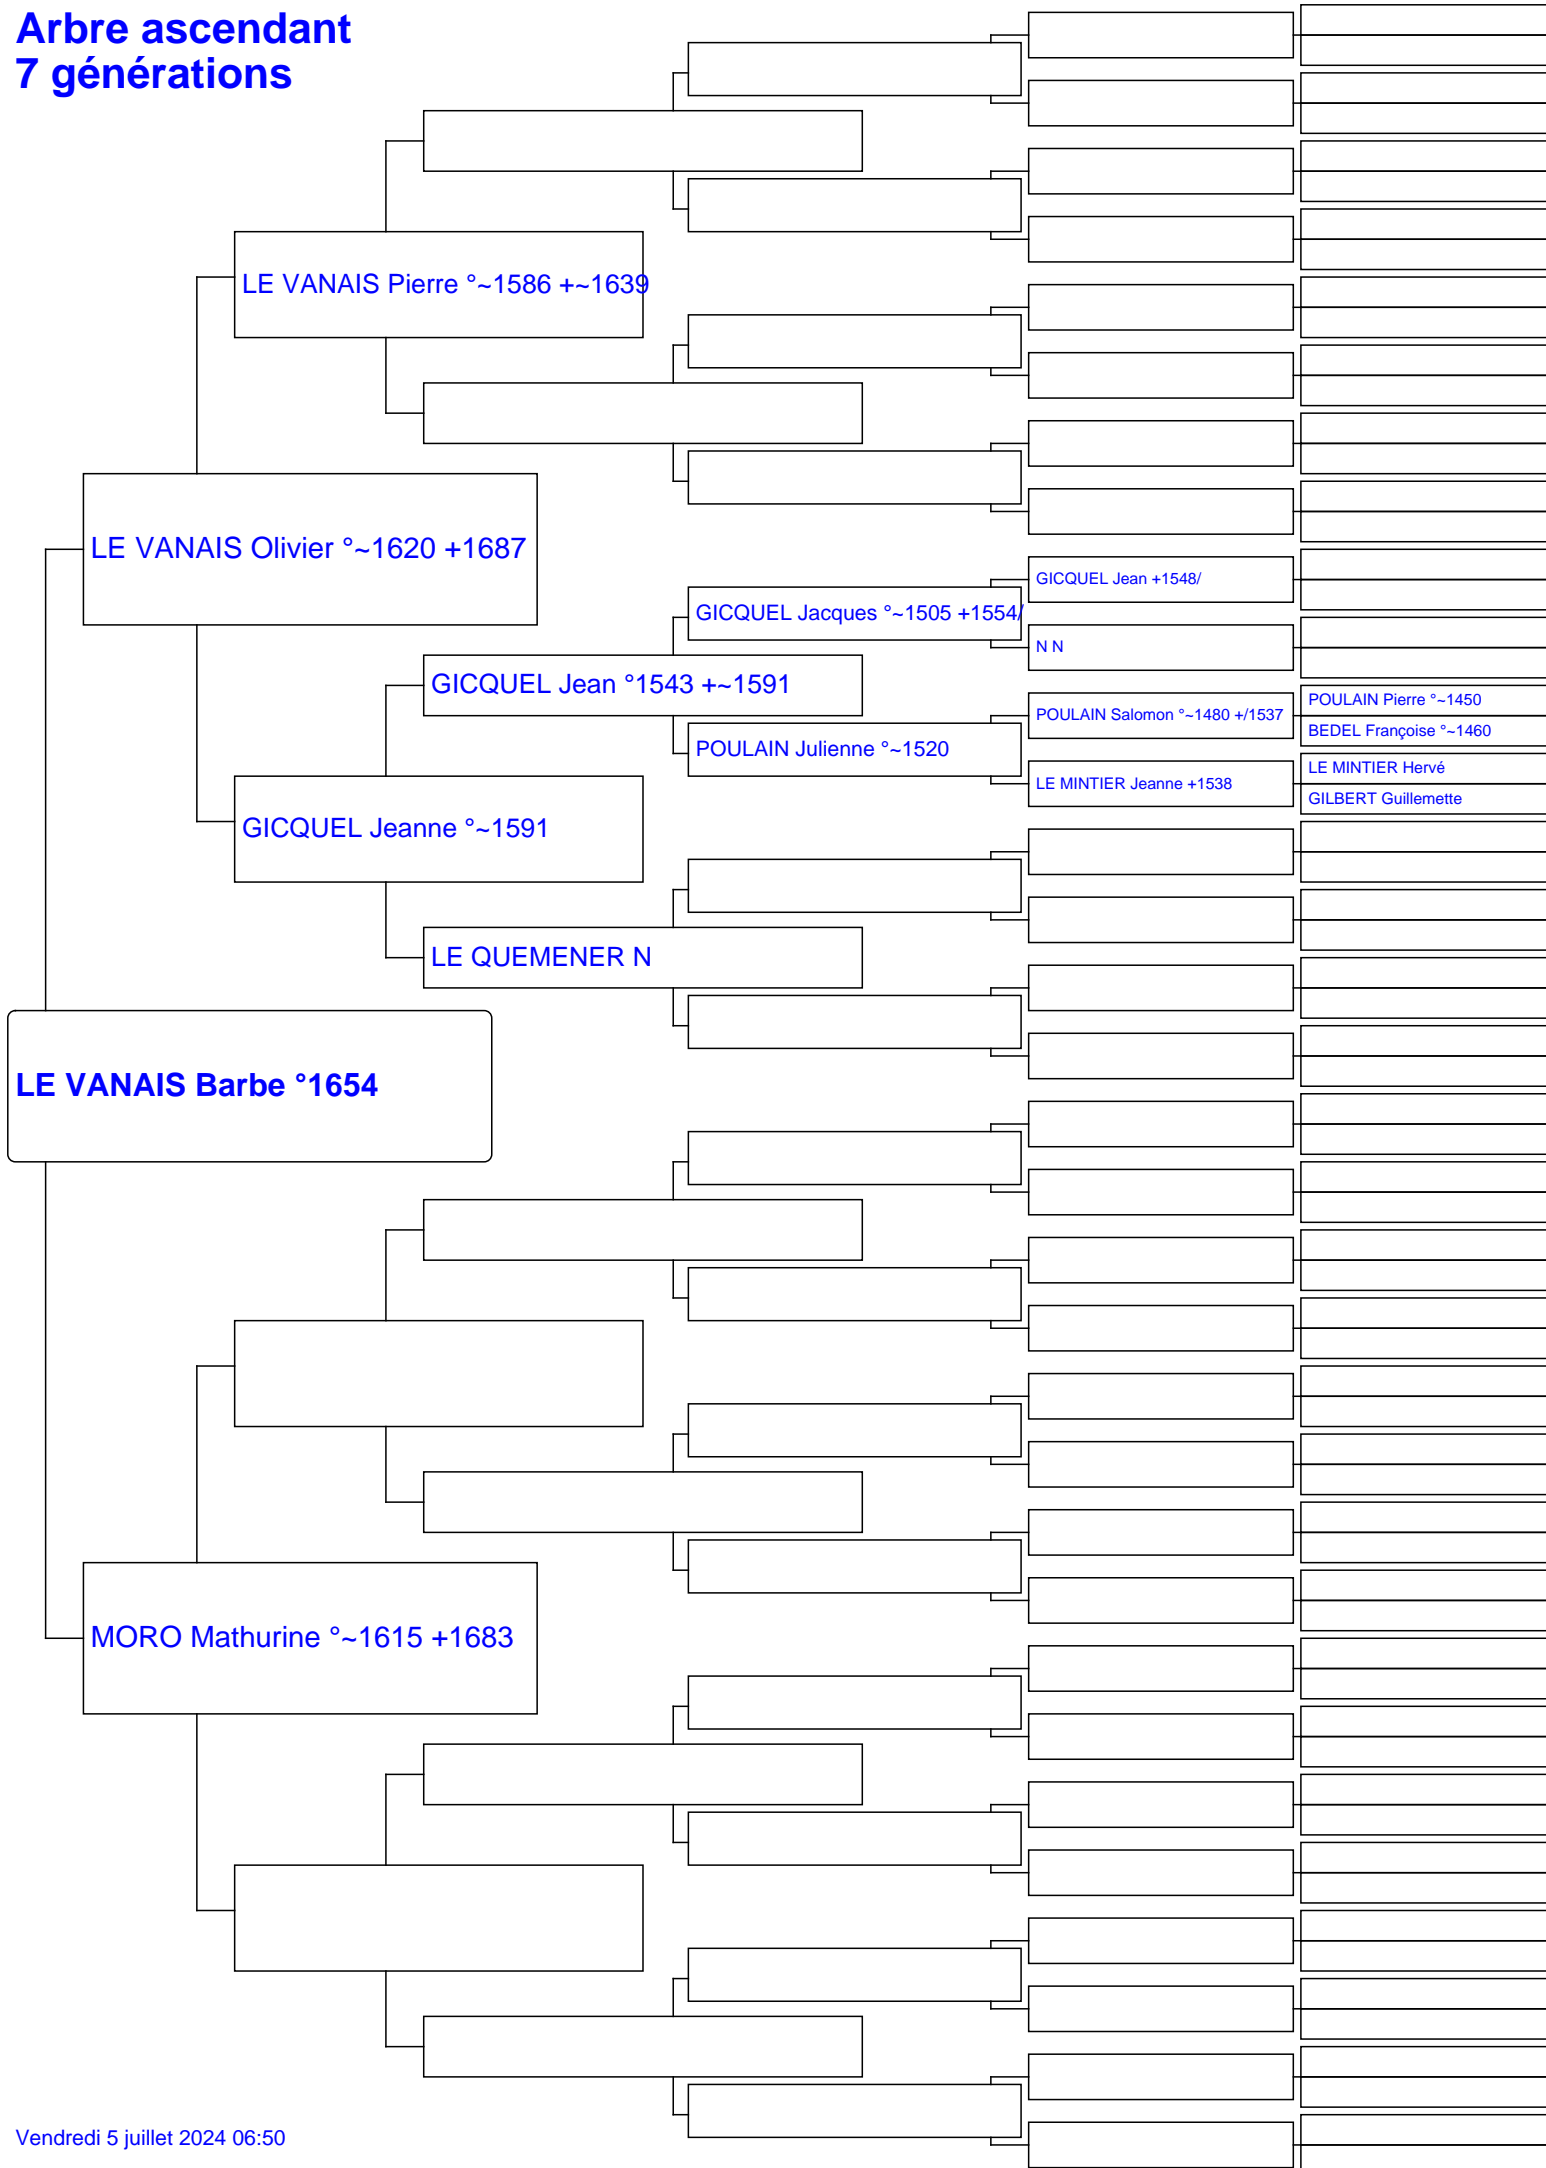 Arbre ascendant
7 générations
LE VANAIS Pierre °~1586 +~1639
LE VANAIS Olivier °~1620 +1687
GICQUEL Jean +1548/
GICQUEL Jacques °~1505 +1554/
N N
GICQUEL Jean °1543 +~1591
POULAIN Pierre °~1450
POULAIN Salomon °~1480 +/1537
BEDEL Françoise °~1460
POULAIN Julienne °~1520
LE MINTIER Hervé
LE MINTIER Jeanne +1538
GILBERT Guillemette
GICQUEL Jeanne °~1591
LE QUEMENER N
LE VANAIS Barbe °1654
MORO Mathurine °~1615 +1683
Vendredi 5 juillet 2024 06:50